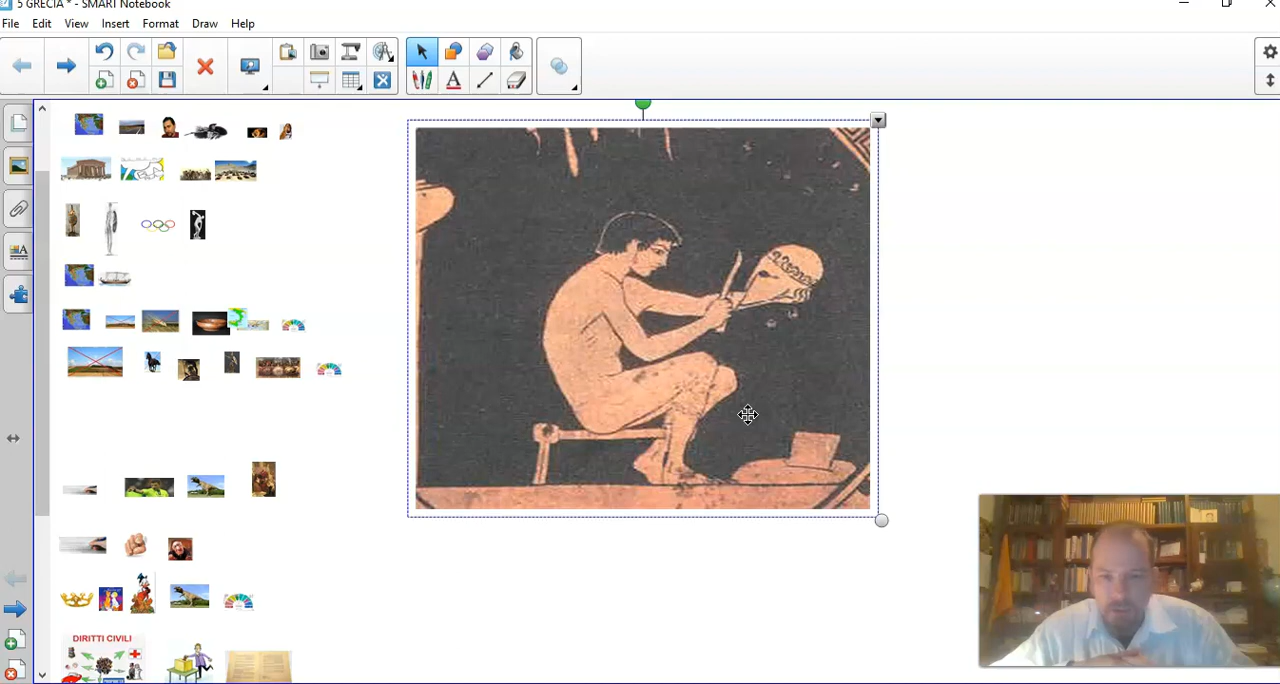 5 GRECIA * - SMART Notebook
File Edit View Insert Format Draw Help
DIRITTI CIVILI